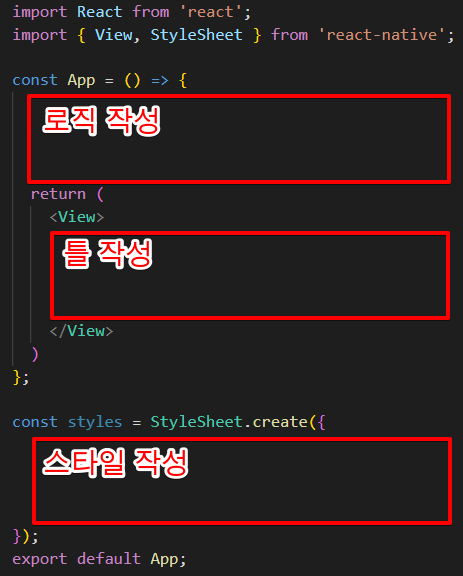 import React from 'react';
import { View, StyleSheet } from 'react-native';
const App = () => {
로직 작성
return (
<View>
틀 작성
</View>
)
};
const styles = StyleSheet.create({
스타일 작성
});
export default App;